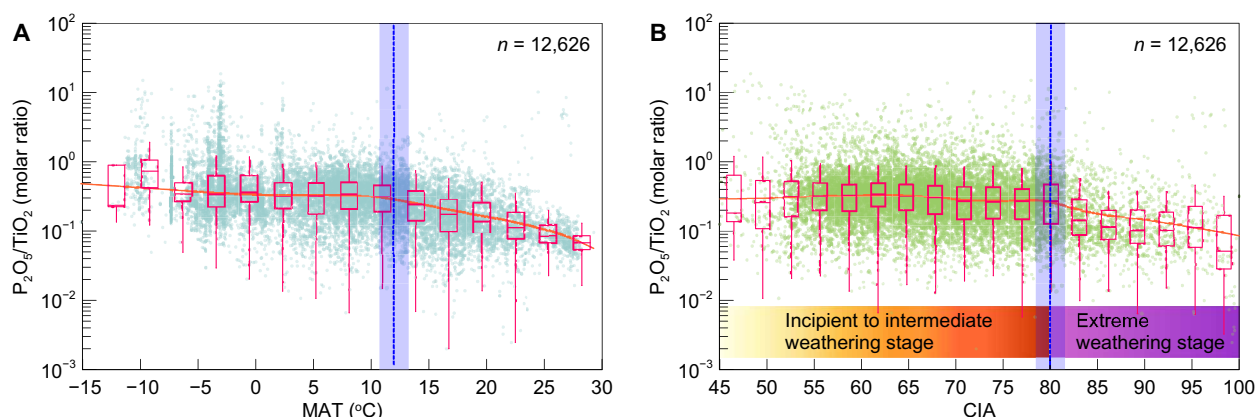 A
n = 12,626
P₂O₅/TiO₂ (molar ratio)
10²
10¹
10⁰
10⁻¹
10⁻²
10⁻³
−15 −10 −5 0 5 10 15 20 25 30
MAT (°C)
B
n = 12,626
P₂O₅/TiO₂ (molar ratio)
10²
10¹
10⁰
10⁻¹
10⁻²
10⁻³
Incipient to intermediate
weathering stage
Extreme
weathering stage
45 50 55 60 65 70 75 80 85 90 95 100
CIA